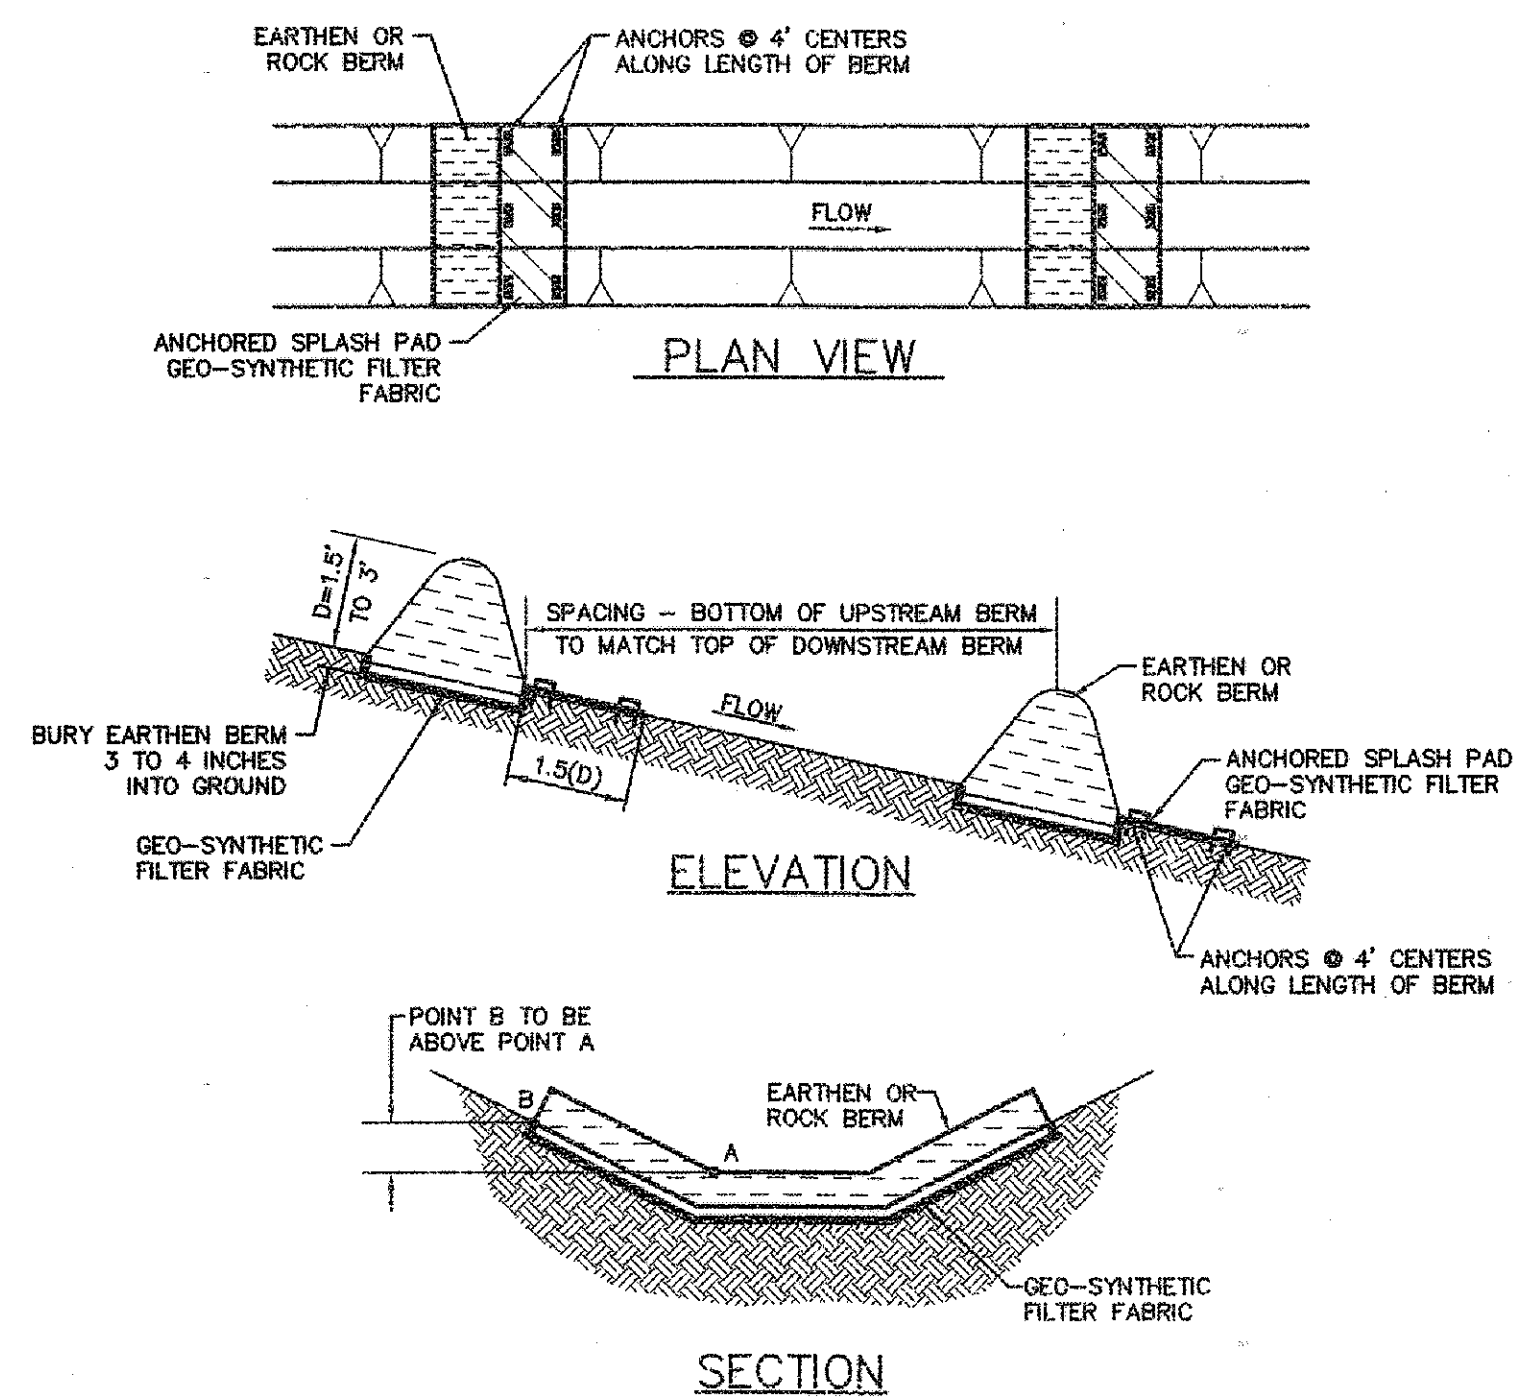 EARTHEN OR
ROCK BERM
ANCHORS @ 4' CENTERS
ALONG LENGTH OF BERM
FLOW
ANCHORED SPLASH PAD
GEO-SYNTHETIC FILTER
FABRIC
PLAN VIEW
D=1.5'
TO 3'
SPACING - BOTTOM OF UPSTREAM BERM
TO MATCH TOP OF DOWNSTREAM BERM
EARTHEN OR
ROCK BERM
FLOW
BURY EARTHEN BERM
3 TO 4 INCHES
INTO GROUND
1.5(D)
ANCHORED SPLASH PAD
GEO-SYNTHETIC FILTER
FABRIC
GEO-SYNTHETIC
FILTER FABRIC
ELEVATION
ANCHORS @ 4' CENTERS
ALONG LENGTH OF BERM
POINT B TO BE
ABOVE POINT A
B
EARTHEN OR
ROCK BERM
A
GEO-SYNTHETIC
FILTER FABRIC
SECTION